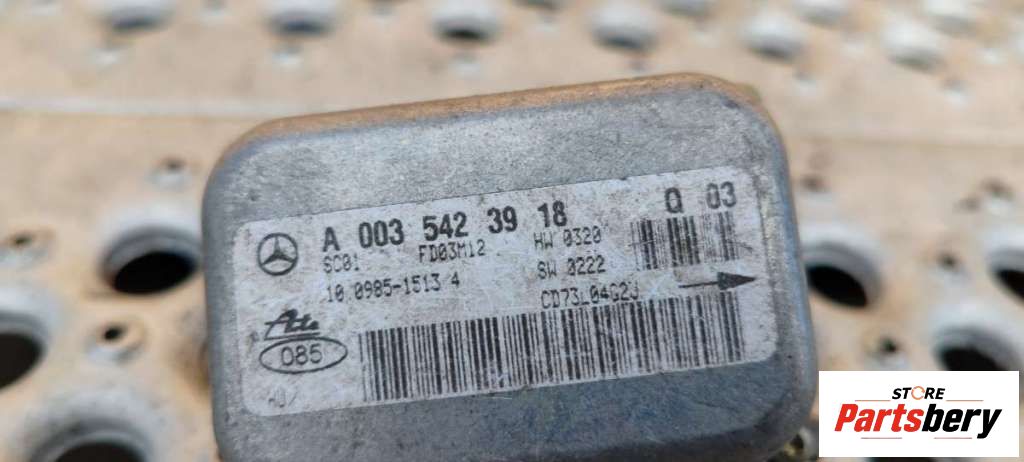 A 003 542 39 18 Q 03
SC01 FD03M12 HW 0320
10.0985-1513.4 SW 0222
CD73L04G2J
Ate
085
STORE
Partsbery